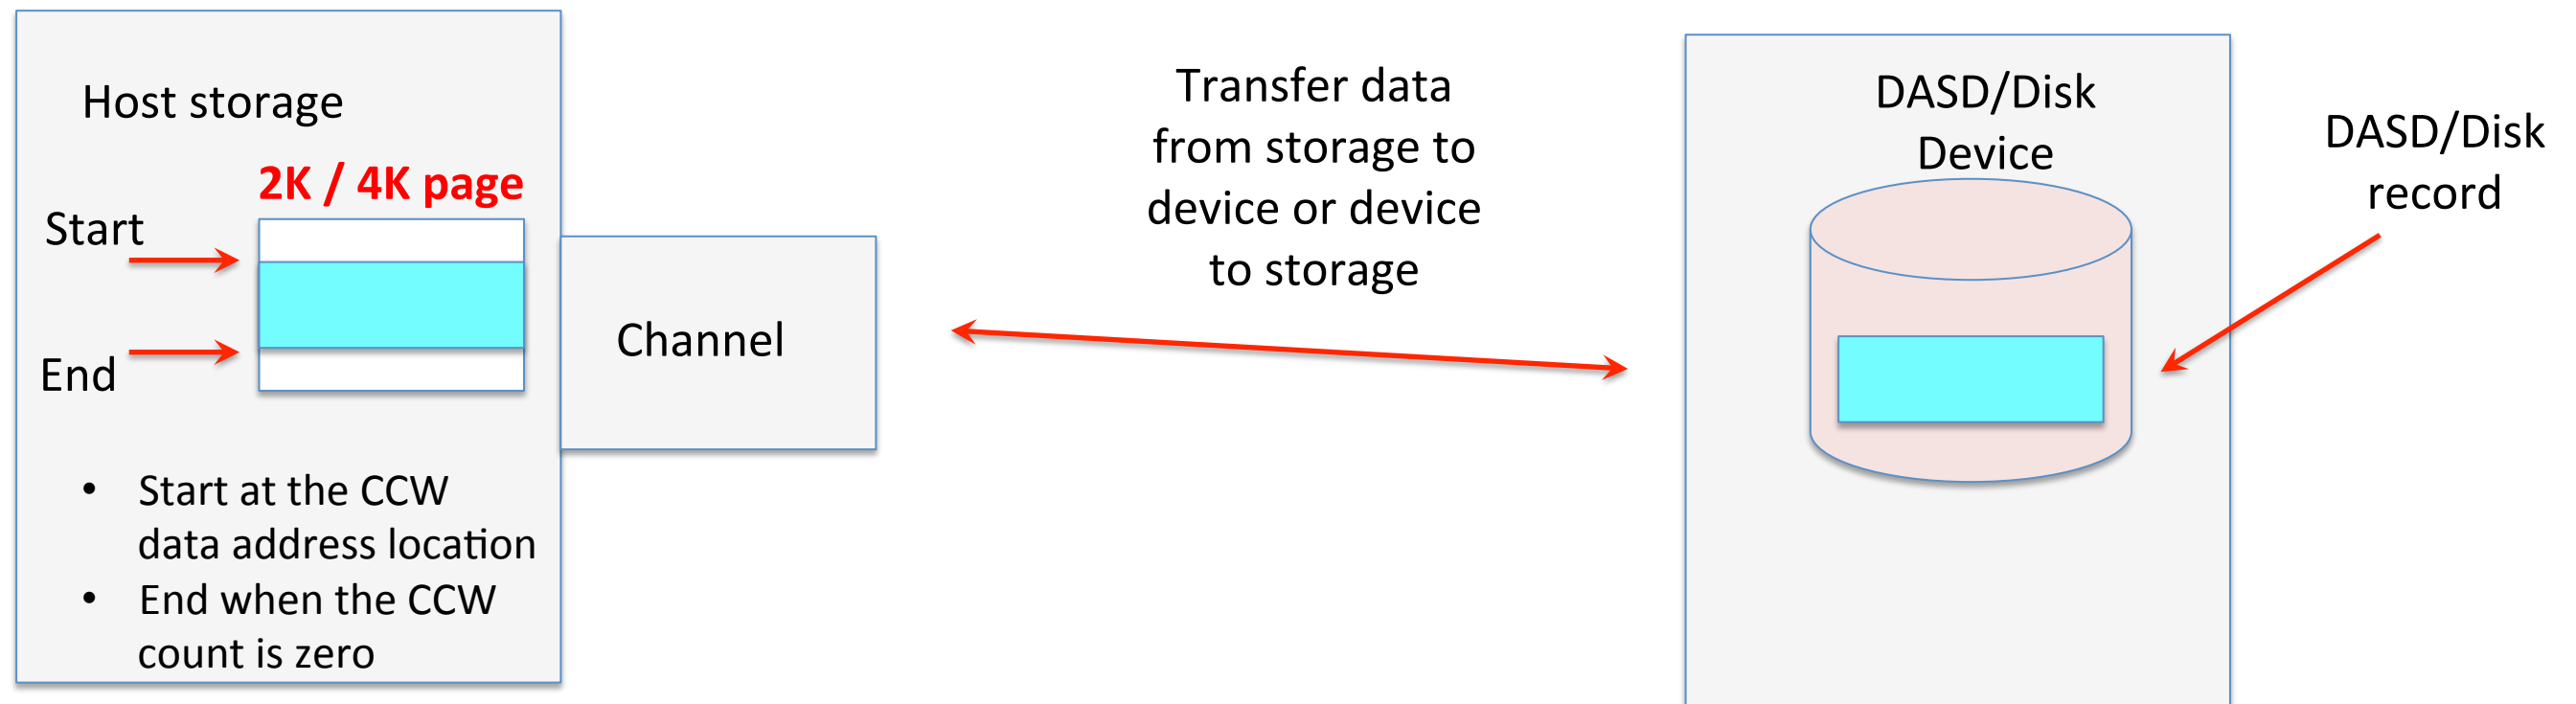 Host storage
2K / 4K page
Start
End
• Start at the CCW
data address location
• End when the CCW
count is zero
Channel
Transfer data
from storage to
device or device
to storage
DASD/Disk
Device
DASD/Disk
record